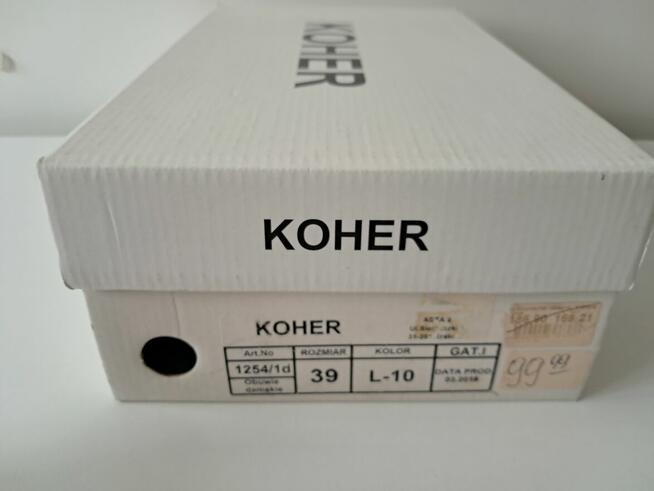 KOHER
KOHER
KOHER
Art.No ROZMIAR KOLOR GAT.I
1254/1d 39 L-10 DATA PROD
Obuwie
damskie
99 99